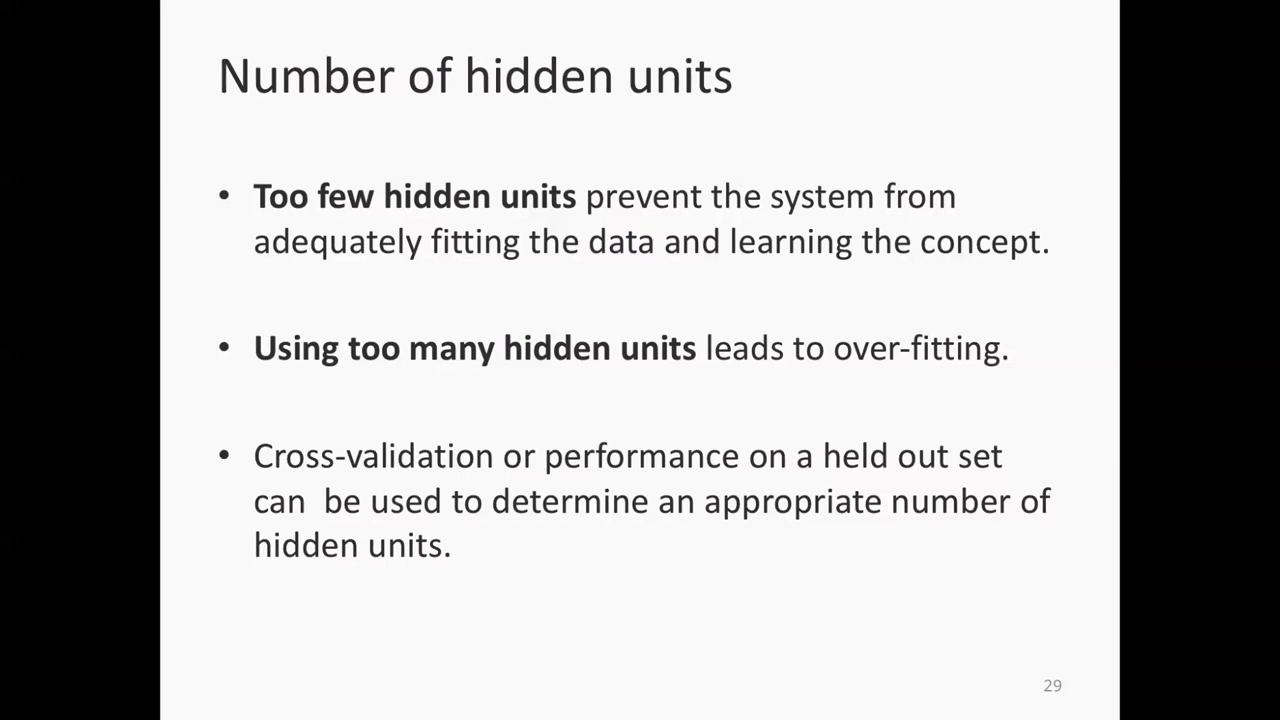 Number of hidden units
• Too few hidden units prevent the system from
adequately fitting the data and learning the concept.
• Using too many hidden units leads to over-fitting.
• Cross-validation or performance on a held out set
can  be used to determine an appropriate number of
hidden units.
29